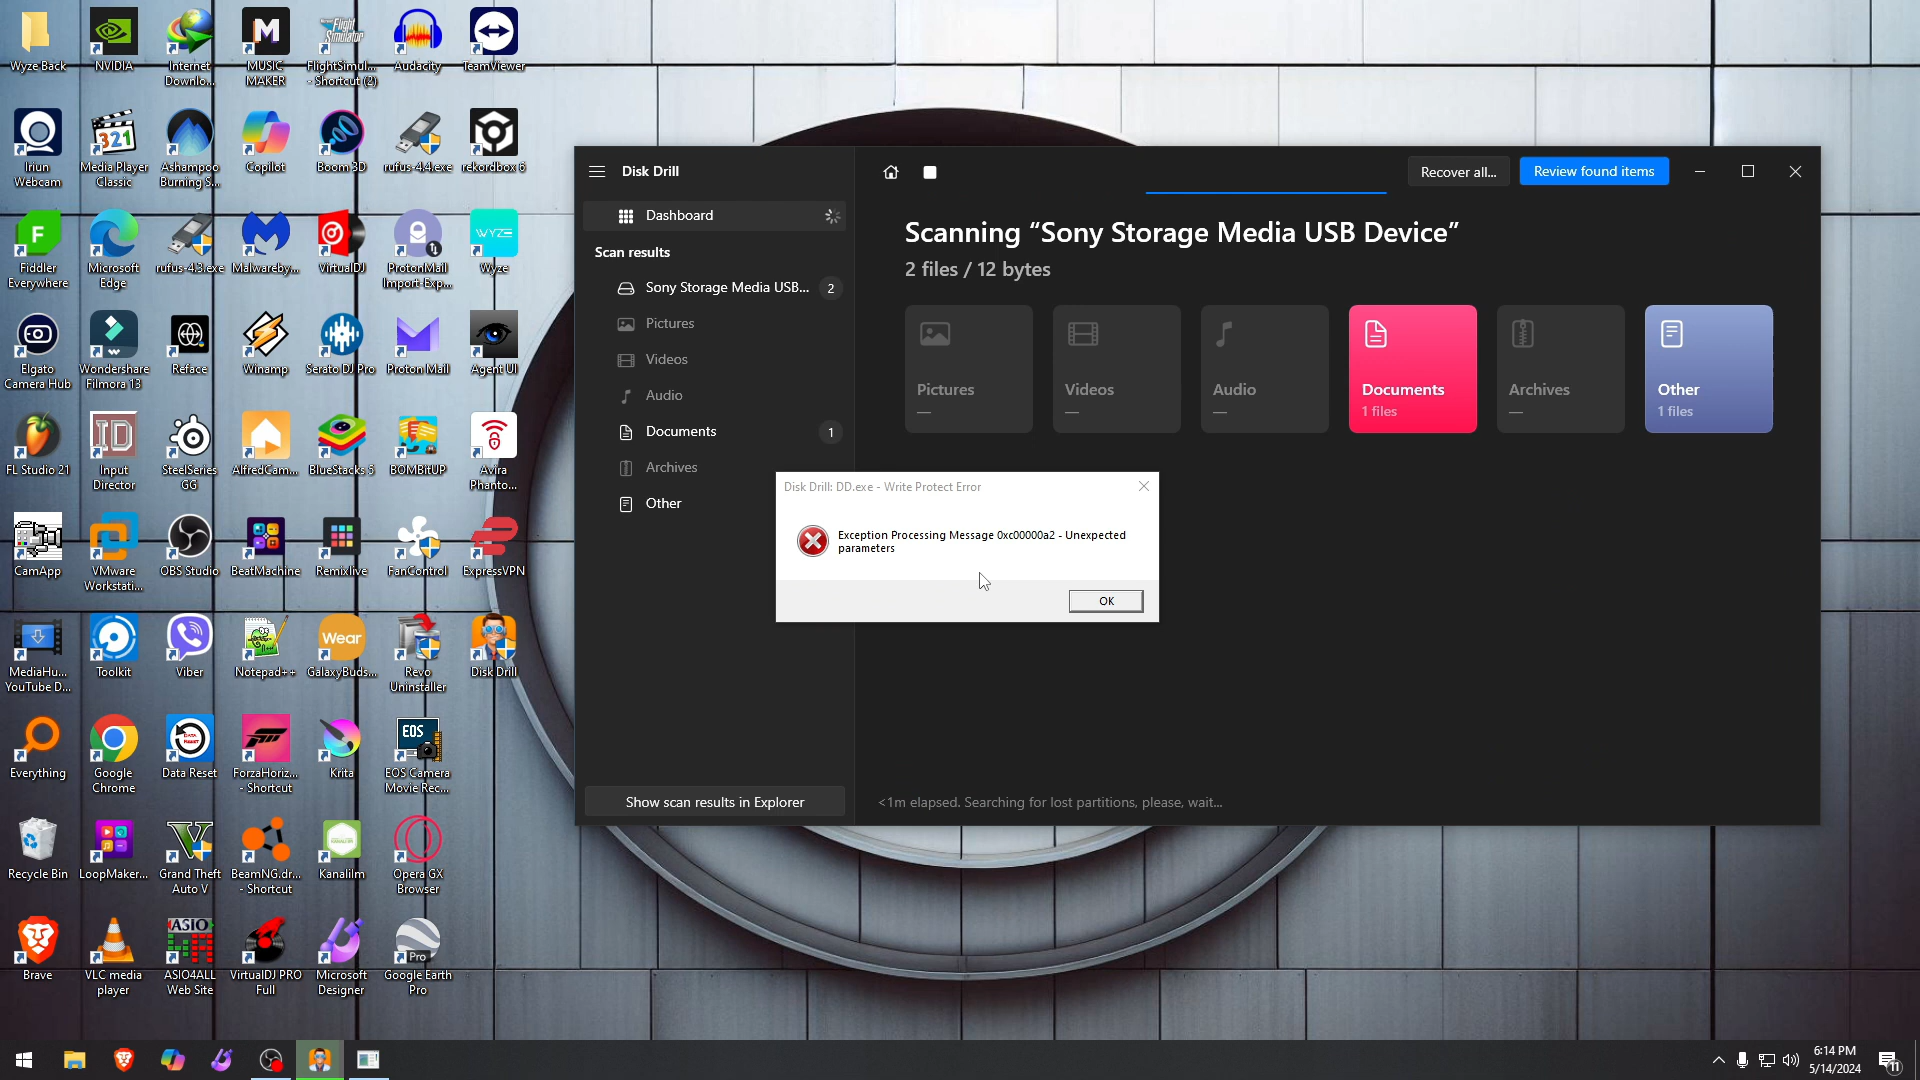 Wyze Back
NVIDIA
Internet
Downlo...
MUSIC
MAKER
FlightSimul...
- Shortcut (2)
Audacity
TeamViewer
Iriun
Webcam
Media Player
Classic
Ashampoo
Burning S...
Copilot
Boom 3D
rufus-4.4.exe
rekordbox 6
Fiddler
Everywhere
Microsoft
Edge
rufus-4.3.exe
Malwareby...
VirtualDJ
ProtonMail
Import-Exp...
Wyze
Elgato
Camera Hub
Wondershare
Filmora 13
Reface
Winamp
Serato DJ Pro
Proton Mail
Agent UI
FL Studio 21
Input
Director
SteelSeries
GG
AlfredCam...
BlueStacks 5
BOMBitUP
Avira
Phanto...
CamApp
VMware
Workstati...
OBS Studio
BeatMachine
Remixlive
FanControl
ExpressVPN
MediaHu...
YouTube D...
Toolkit
Viber
Notepad++
GalaxyBuds...
Revo
Uninstaller
Disk Drill
Everything
Google
Chrome
Data Reset
ForzaHoriz...
- Shortcut
Krita
EOS Camera
Movie Rec...
Recycle Bin
LoopMaker...
Grand Theft
Auto V
BeamNG.dr...
- Shortcut
Kanalilm
Opera GX
Browser
Brave
VLC media
player
ASIO4ALL
Web Site
VirtualDJ PRO
Full
Microsoft
Designer
Google Earth
Pro
Disk Drill
Recover all...
Review found items
Dashboard
Scan results
Sony Storage Media USB... 2
Pictures
Videos
Audio
Documents 1
Archives
Other
Show scan results in Explorer
Scanning “Sony Storage Media USB Device”
2 files / 12 bytes
Pictures
—
Videos
—
Audio
—
Documents
1 files
Archives
—
Other
1 files
<1m elapsed. Searching for lost partitions, please, wait...
Disk Drill: DD.exe - Write Protect Error
Exception Processing Message 0xc00000a2 - Unexpected
parameters
OK
6:14 PM
5/14/2024
11